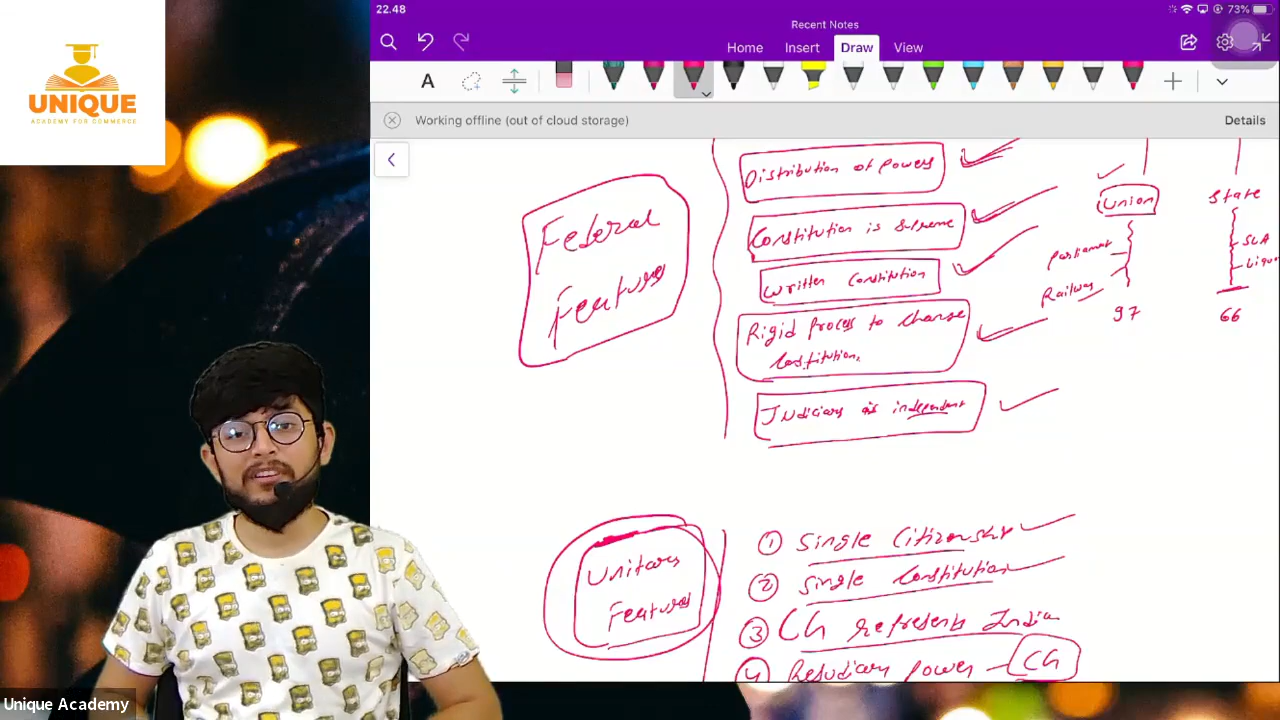 22.48
73%
UNIQUE
ACADEMY FOR COMMERCE
Recent Notes
Home Insert Draw View
A
Working offline (out of cloud storage)
Details
Federal
Features
Distribution of Powers
Constitution is Supreme
Written Constitution
Rigid Process to change
Constitution.
Judiciary is independent
Union
Parliament
Railway
97
State
SLA
Liquo
66
Unitary
Features
① Single Citizenship
② Single Constitution
③ CG represents India
④ Residuary Power - CG
Unique Academy